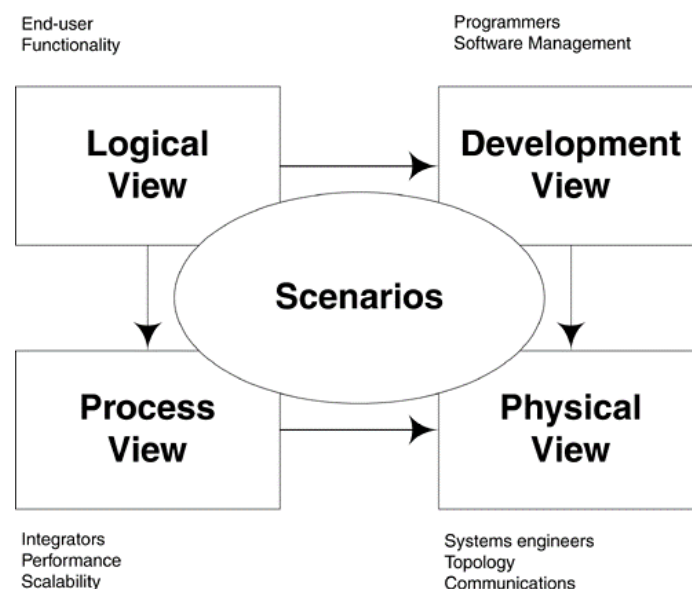 End-user
Functionality
Programmers
Software Management
Logical
View
Development
View
Scenarios
Process
View
Physical
View
Integrators
Performance
Scalability
Systems engineers
Topology
Communications